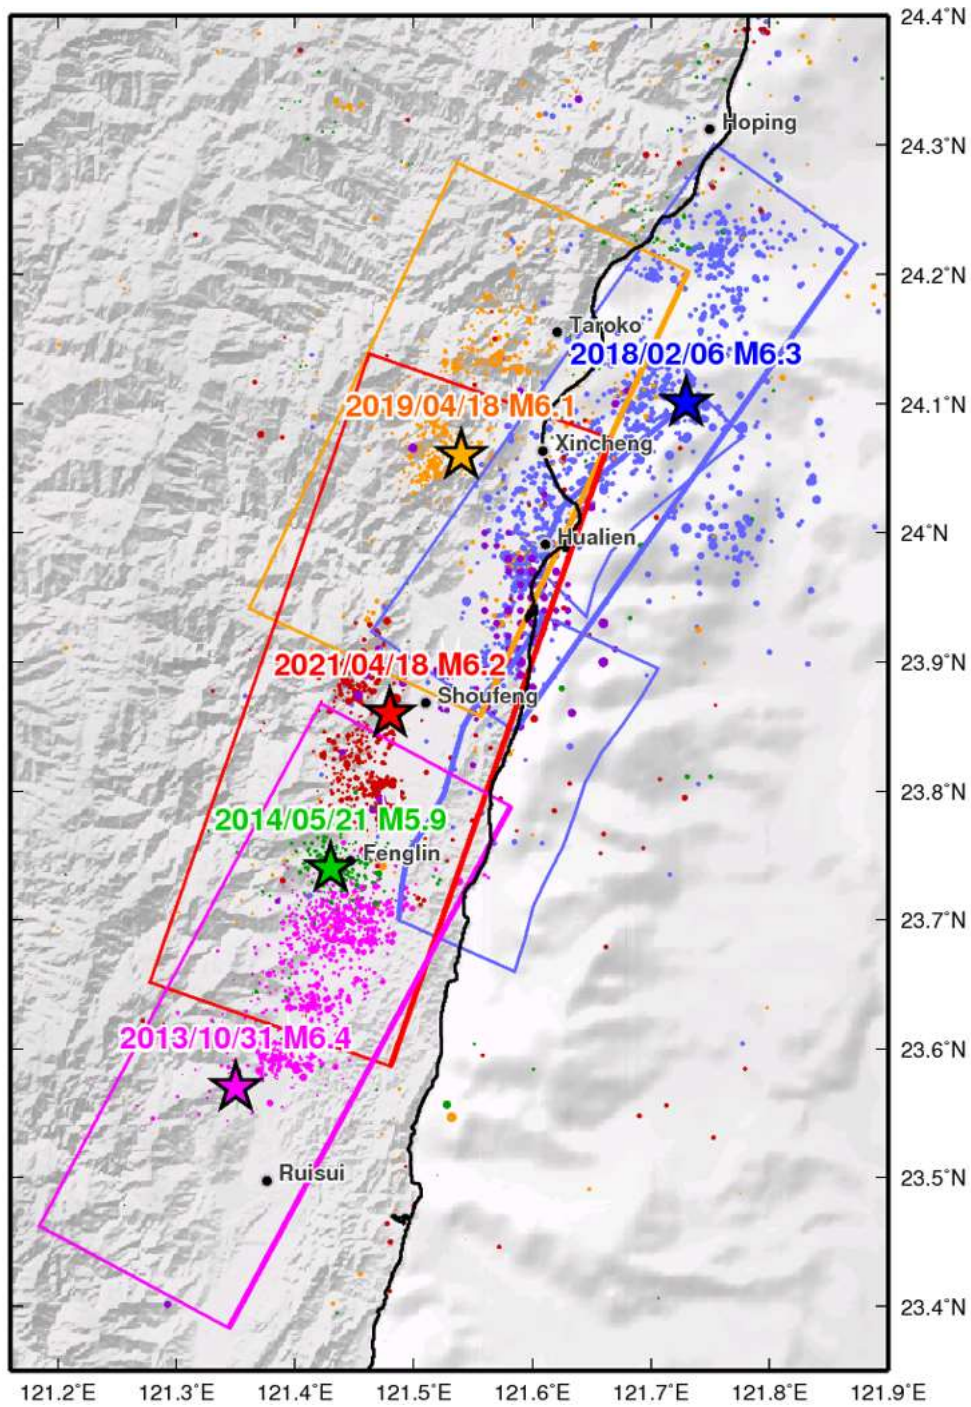 24.4°N
Hoping
24.3°N
24.2°N
Taroko
2018/02/06 M6.3
2019/04/18 M6.1
24.1°N
Xincheng
24°N
Hualien
23.9°N
2021/04/18 M6.2
Shoufeng
23.8°N
2014/05/21 M5.9
Fenglin
23.7°N
2013/10/31 M6.4
23.6°N
Ruisui
23.5°N
23.4°N
121.2°E 121.3°E 121.4°E 121.5°E 121.6°E 121.7°E 121.8°E 121.9°E